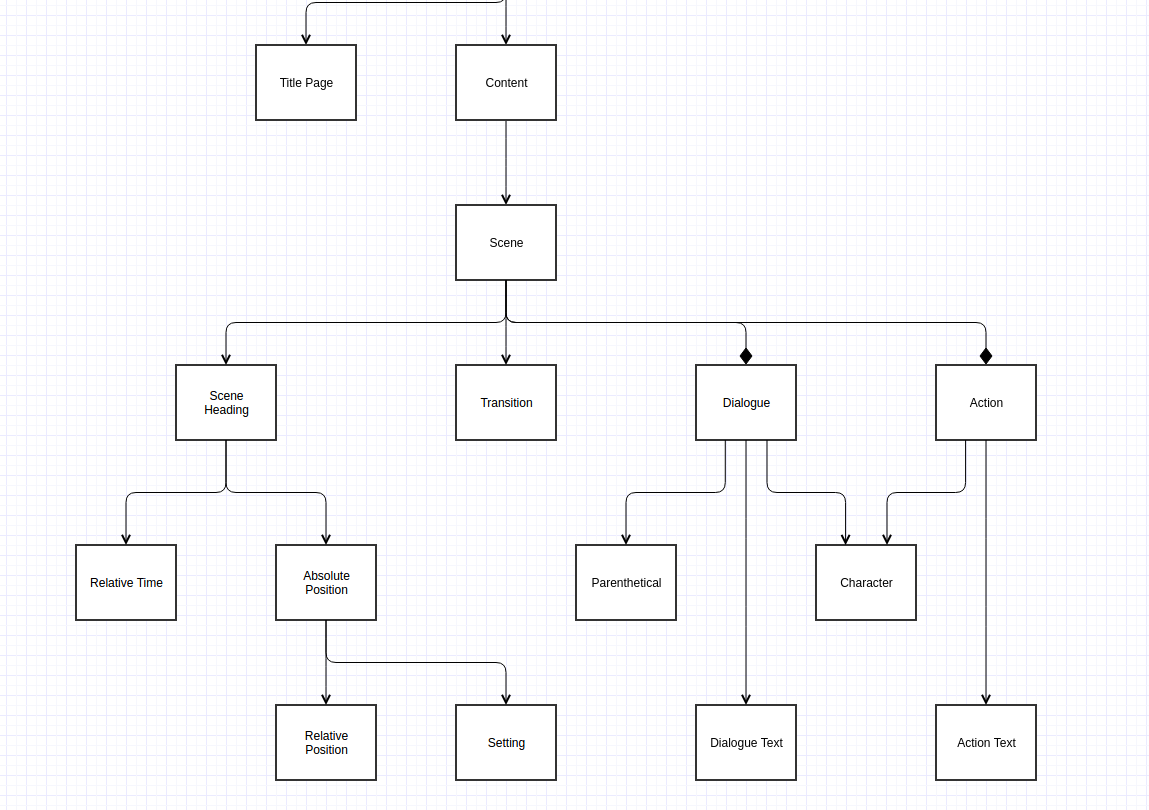 Title Page
Content
Scene
Scene
Heading
Transition
Dialogue
Action
Relative Time
Absolute
Position
Parenthetical
Character
Relative
Position
Setting
Dialogue Text
Action Text